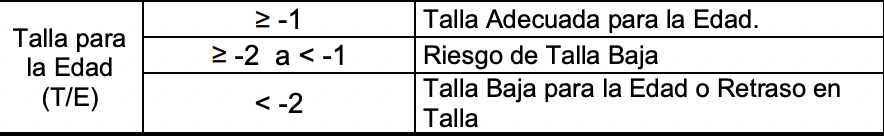 Talla para
la Edad
(T/E)
≥ -1
Talla Adecuada para la Edad.
≥ -2 a < -1
Riesgo de Talla Baja
< -2
Talla Baja para la Edad o Retraso en
Talla